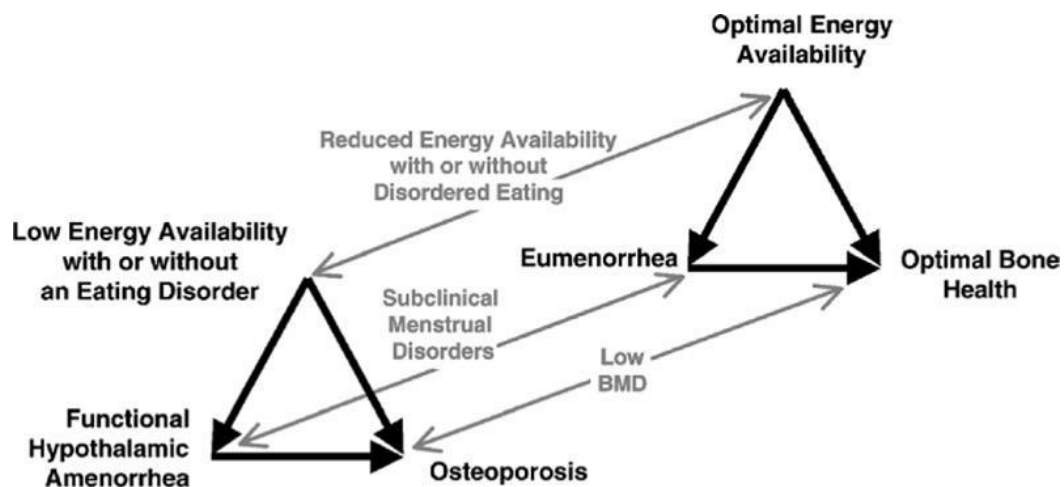 Optimal Energy
Availability
Reduced Energy Availability
with or without
Disordered Eating
Low Energy Availability
with or without
an Eating Disorder
Eumenorrhea
Optimal Bone
Health
Subclinical
Menstrual
Disorders
Low
BMD
Functional
Hypothalamic
Amenorrhea
Osteoporosis